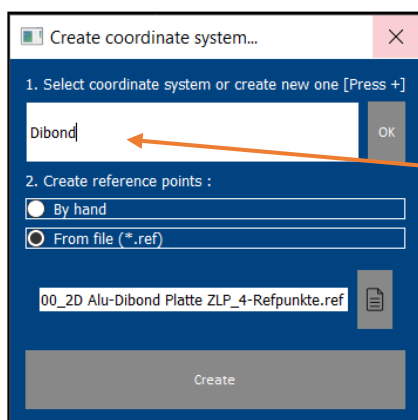 Create coordinate system...
1. Select coordinate system or create new one [Press +]
Dibond
OK
2. Create reference points :
By hand
From file (*.ref)
00_2D Alu-Dibond Platte ZLP_4-Refpunkte.ref
Create